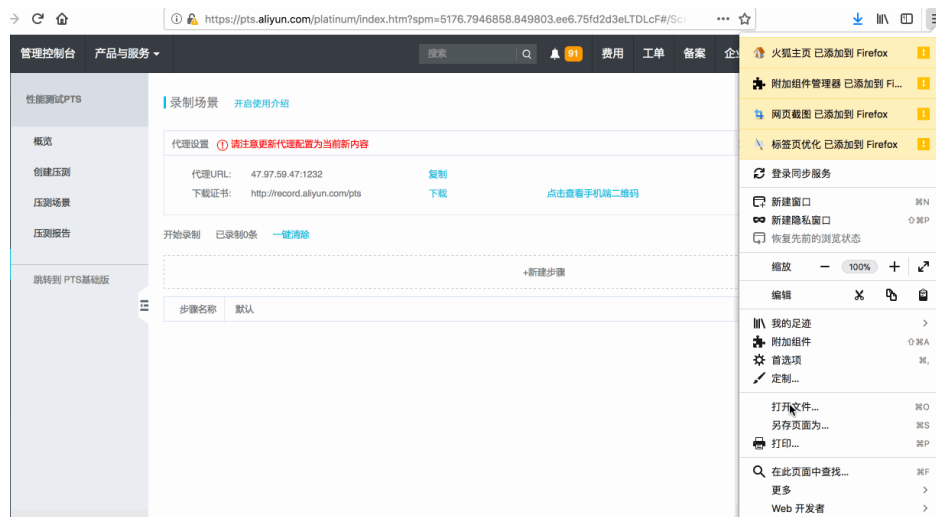 https://pts.aliyun.com/platinum/index.htm?spm=5176.7946858.849803.ee6.75fd2d3eLTDLcF#/Sc
管理控制台 产品与服务 搜索 91 费用 工单 备案 企
性能测试PTS
概览
创建压测
压测场景
压测报告
跳转到 PTS基础版
录制场景 开启使用介绍
代理设置 请注意更新代理配置为当前新内容
代理URL: 47.97.59.47:1232 复制
下载证书: http://record.aliyun.com/pts 下载 点击查看手机端二维码
开始录制 已录制0条 一键清除
+新建步骤
步骤名称 默认
火狐主页 已添加到 Firefox
附加组件管理器 已添加到 Fi...
网页截图 已添加到 Firefox
标签页优化 已添加到 Firefox
登录同步服务
新建窗口 ⌘N
新建隐私窗口 ⇧⌘P
恢复先前的浏览状态
缩放 − 100% +
编辑
我的足迹
附加组件 ⇧⌘A
首选项 ⌘,
定制...
打开文件... ⌘O
另存页面为... ⌘S
打印... ⌘P
在此页面中查找... ⌘F
更多
Web 开发者